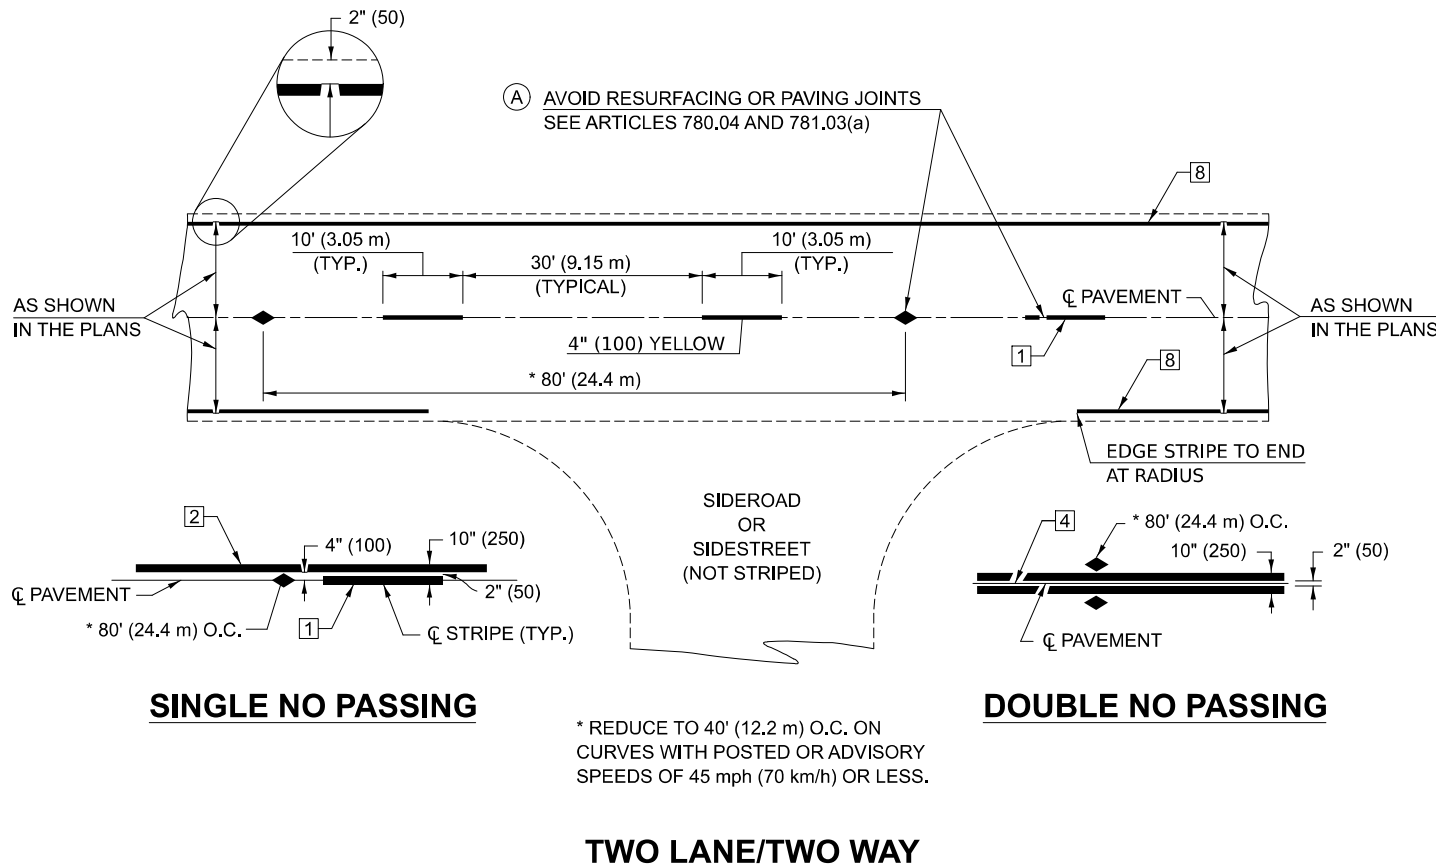 2" (50)
A AVOID RESURFACING OR PAVING JOINTS
SEE ARTICLES 780.04 AND 781.03(a)
8
10' (3.05 m)
(TYP.)
30' (9.15 m)
(TYPICAL)
10' (3.05 m)
(TYP.)
AS SHOWN
IN THE PLANS
℄ PAVEMENT
AS SHOWN
IN THE PLANS
4" (100) YELLOW
1
8
* 80' (24.4 m)
EDGE STRIPE TO END
AT RADIUS
SIDEROAD
OR
SIDESTREET
(NOT STRIPED)
2
4" (100)
10" (250)
℄ PAVEMENT
2" (50)
* 80' (24.4 m) O.C.
1
℄ STRIPE (TYP.)
SINGLE NO PASSING
4
* 80' (24.4 m) O.C.
10" (250)
2" (50)
℄ PAVEMENT
DOUBLE NO PASSING
* REDUCE TO 40' (12.2 m) O.C. ON
CURVES WITH POSTED OR ADVISORY
SPEEDS OF 45 mph (70 km/h) OR LESS.
TWO LANE/TWO WAY